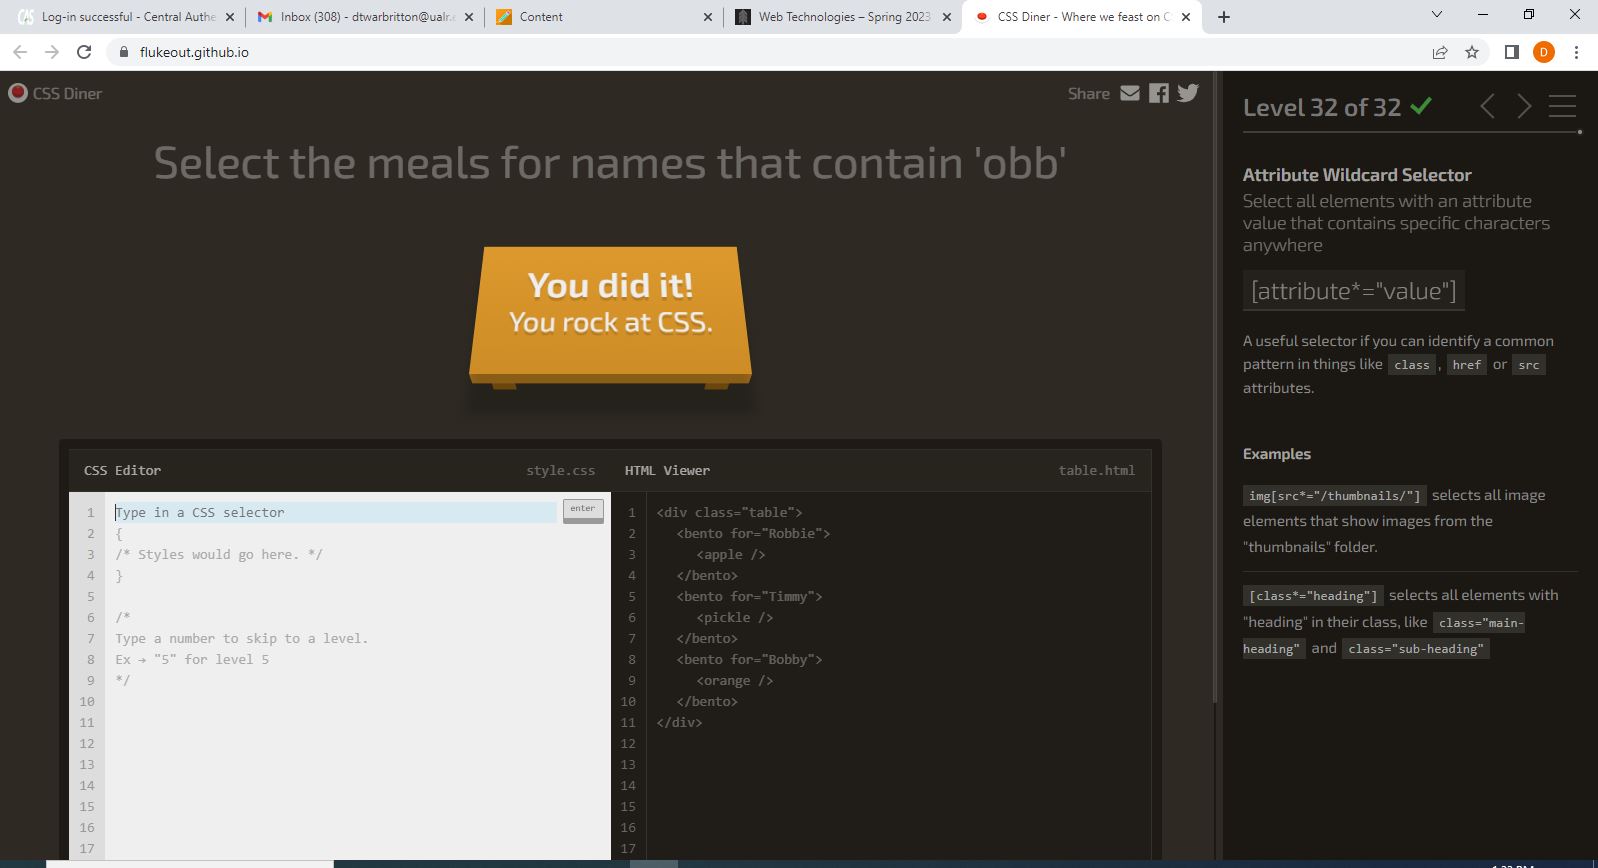 Log-in successful - Central Authe
Inbox (308) - dtwarbritton@ualr.e
Content
Web Technologies – Spring 2023
CSS Diner - Where we feast on C
flukeout.github.io
D
CSS Diner
Share
Select the meals for names that contain 'obb'
You did it!
You rock at CSS.
CSS Editor
style.css
1 Type in a CSS selector
enter
2 {
3 /* Styles would go here. */
4 }
5
6 /*
7 Type a number to skip to a level.
8 Ex → "5" for level 5
9 */
10
11
12
13
14
15
16
17
HTML Viewer
table.html
1 <div class="table">
2 <bento for="Robbie">
3 <apple />
4 </bento>
5 <bento for="Timmy">
6 <pickle />
7 </bento>
8 <bento for="Bobby">
9 <orange />
10 </bento>
11 </div>
12
13
14
15
16
17
Level 32 of 32
Attribute Wildcard Selector
Select all elements with an attribute
value that contains specific characters
anywhere
[attribute*="value"]
A useful selector if you can identify a common
pattern in things like class , href or src
attributes.
Examples
img[src*="/thumbnails/"] selects all image
elements that show images from the
"thumbnails" folder.
[class*="heading"] selects all elements with
"heading" in their class, like class="main-
heading" and class="sub-heading"